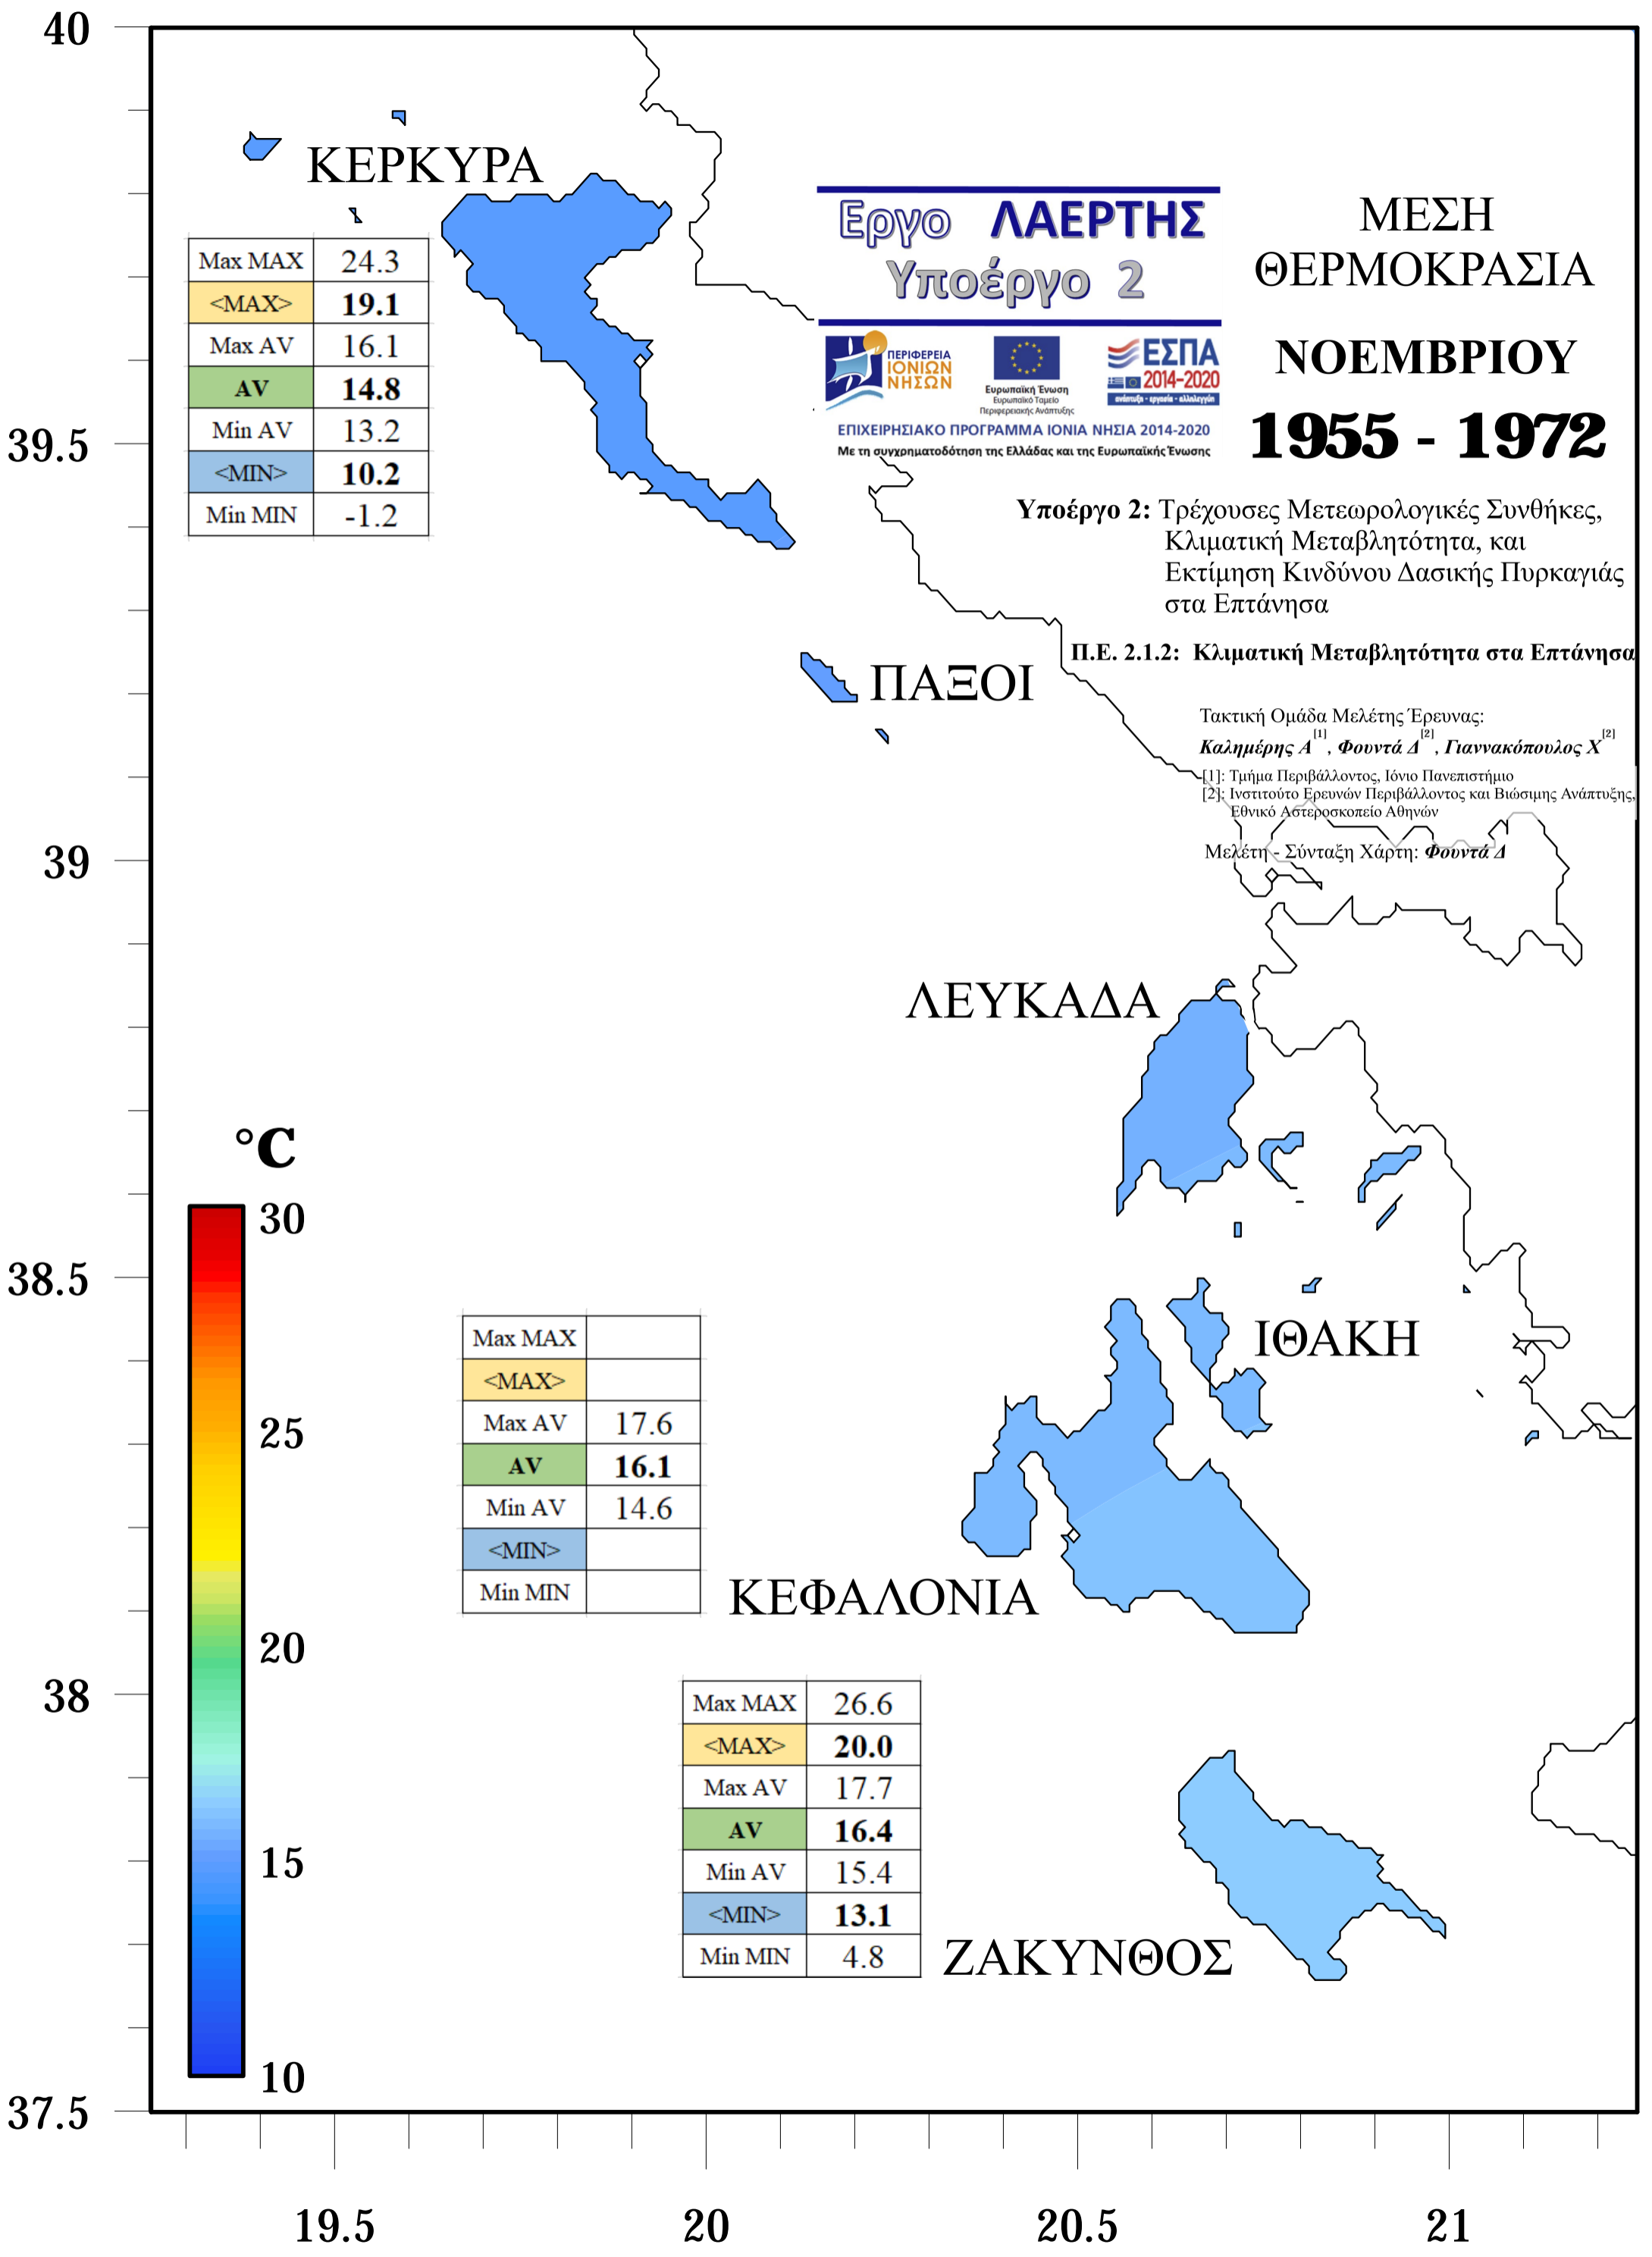 40
39.5
39
38.5
38
37.5
19.5
20
20.5
21
ΚΕΡΚΥΡΑ
Max MAX 24.3
<MAX> 19.1
Max AV 16.1
AV 14.8
Min AV 13.2
<MIN> 10.2
Min MIN -1.2
Εργο ΛΑΕΡΤΗΣ
Υποέργο 2
ΠΕΡΙΦΕΡΕΙΑ
ΙΟΝΙΩΝ
ΝΗΣΩΝ
Ευρωπαϊκή Ένωση
Ευρωπαϊκό Ταμείο
Περιφερειακής Ανάπτυξης
ΕΣΠΑ
2014-2020
ανάπτυξη - εργασία - αλληλεγγύη
ΕΠΙΧΕΙΡΗΣΙΑΚΟ ΠΡΟΓΡΑΜΜΑ ΙΟΝΙΑ ΝΗΣΙΑ 2014-2020
Με τη συγχρηματοδότηση της Ελλάδας και της Ευρωπαϊκής Ένωσης
ΜΕΣΗ
ΘΕΡΜΟΚΡΑΣΙΑ
ΝΟΕΜΒΡΙΟΥ
1955 - 1972
Υποέργο 2: Τρέχουσες Μετεωρολογικές Συνθήκες,
Κλιματική Μεταβλητότητα, και
Εκτίμηση Κινδύνου Δασικής Πυρκαγιάς
στα Επτάνησα
Π.Ε. 2.1.2: Κλιματική Μεταβλητότητα στα Επτάνησα
Τακτική Ομάδα Μελέτης Έρευνας:
Καλημέρης Α[1], Φουντά Δ[2], Γιαννακόπουλος Χ[2]
[1]: Τμήμα Περιβάλλοντος, Ιόνιο Πανεπιστήμιο
[2]: Ινστιτούτο Ερευνών Περιβάλλοντος και Βιώσιμης Ανάπτυξης,
Εθνικό Αστεροσκοπείο Αθηνών
Μελέτη - Σύνταξη Χάρτη: Φουντά Δ
ΠΑΞΟΙ
ΛΕΥΚΑΔΑ
°C
30
25
20
15
10
ΙΘΑΚΗ
Max MAX
<MAX>
Max AV 17.6
AV 16.1
Min AV 14.6
<MIN>
Min MIN
ΚΕΦΑΛΟΝΙΑ
Max MAX 26.6
<MAX> 20.0
Max AV 17.7
AV 16.4
Min AV 15.4
<MIN> 13.1
Min MIN 4.8
ΖΑΚΥΝΘΟΣ